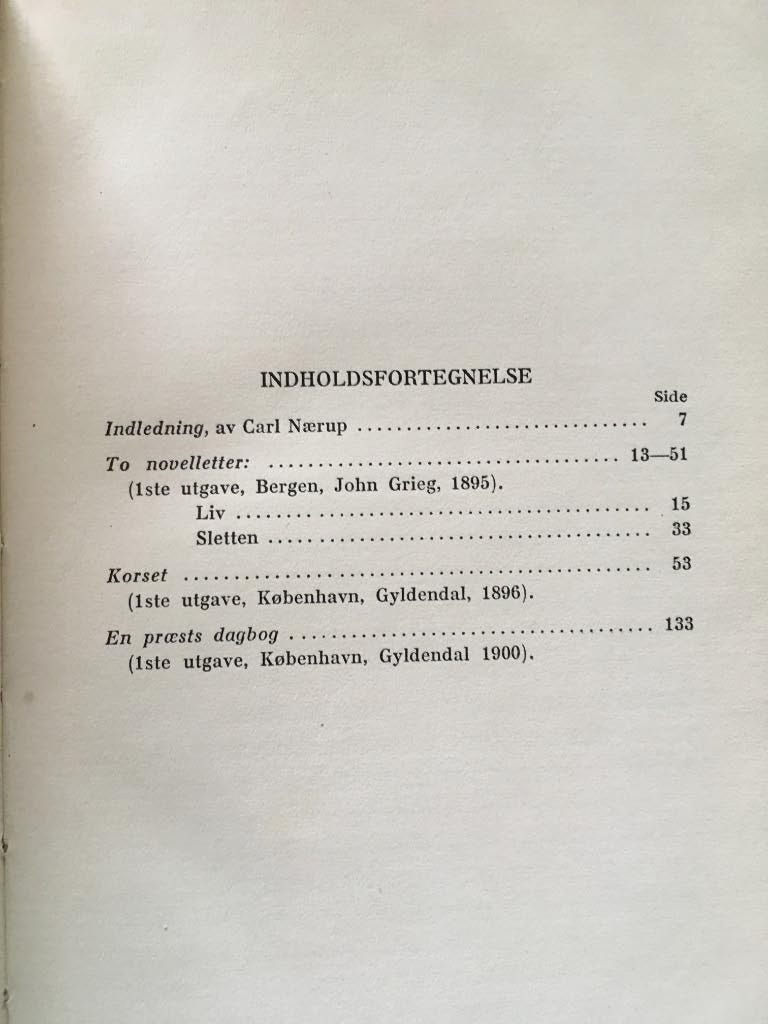 INDHOLDSFORTEGNELSE
Side
Indledning, av Carl Nærup .............................. 7
To novelletter: .................................... 13—51
(1ste utgave, Bergen, John Grieg, 1895).
Liv .......................................... 15
Sletten ....................................... 33
Korset ............................................... 53
(1ste utgave, København, Gyldendal, 1896).
En præsts dagbog ..................................... 133
(1ste utgave, København, Gyldendal 1900).